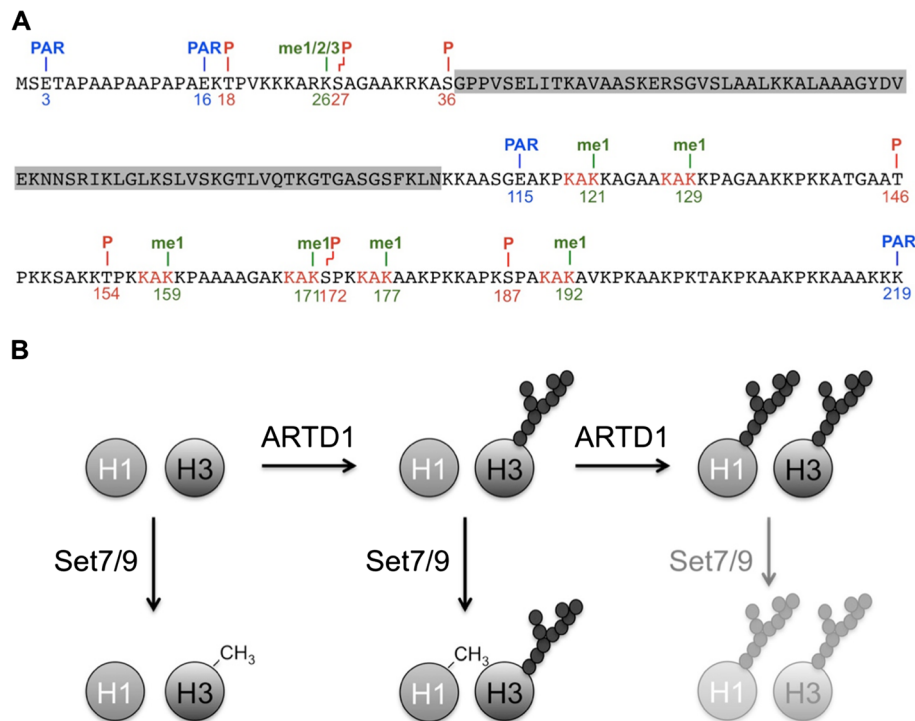 A
PAR PAR P me1/2/3 P P
MSETAPAAPAAPAPAEKTPVKKKARKSAGAAKRKASGPPVSELITKAVAASKERSGVSLAALKKALAAAGYDV
3 16 18 26 27 36
PAR me1 me1 P
EKNNSRIKLGLKSLVSKGTLVQTKGTGASGSFKLNKKAASGEAKPKAKKAGAAKAKKPAGAAKKPKKATGAAT
115 121 129 146
P me1 me1 P me1 P me1 PAR
PKKSAKKTPKKAKKPAAAAGAKKAKSPKKAKAAKPKKAPKSPAKAKAVKPKAAKPKTAKPKAAKPKKAAAKKK
154 159 171 172 177 187 192 219
B
ARTD1 ARTD1
H1 H3 H1 H3 H1 H3
Set7/9 Set7/9 Set7/9
CH3 CH3
H1 H3 H1 H3 H1 H3